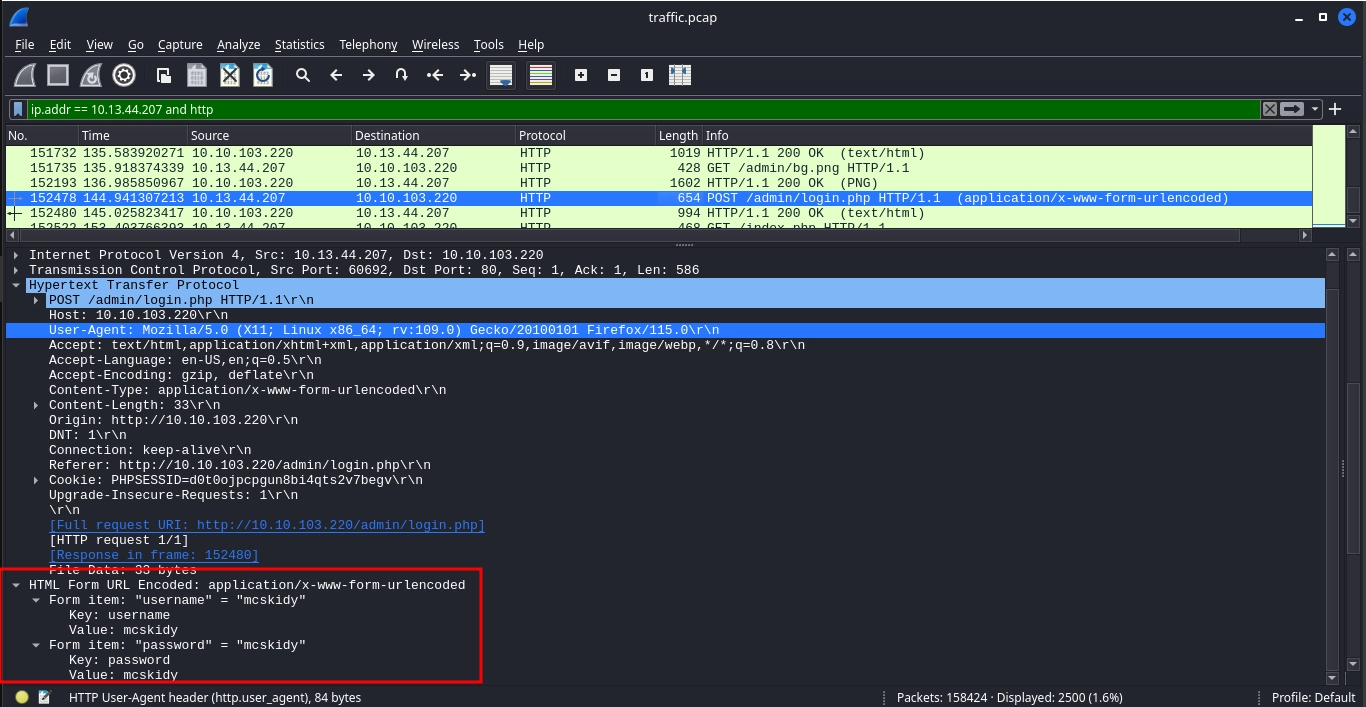 traffic.pcap
File Edit View Go Capture Analyze Statistics Telephony Wireless Tools Help
ip.addr == 10.13.44.207 and http
No. Time Source Destination Protocol Length Info
151732 135.583920271 10.10.103.220 10.13.44.207 HTTP 1019 HTTP/1.1 200 OK (text/html)
151735 135.918374339 10.13.44.207 10.10.103.220 HTTP 428 GET /admin/bg.png HTTP/1.1
152193 136.985850967 10.10.103.220 10.13.44.207 HTTP 1602 HTTP/1.1 200 OK (PNG)
152478 144.941307213 10.13.44.207 10.10.103.220 HTTP 654 POST /admin/login.php HTTP/1.1 (application/x-www-form-urlencoded)
152480 145.025823417 10.10.103.220 10.13.44.207 HTTP 994 HTTP/1.1 200 OK (text/html)
152522 153.403766393 10.13.44.207 10.10.103.220 HTTP 468 GET /index.php HTTP/1.1
Internet Protocol Version 4, Src: 10.13.44.207, Dst: 10.10.103.220
Transmission Control Protocol, Src Port: 60692, Dst Port: 80, Seq: 1, Ack: 1, Len: 586
Hypertext Transfer Protocol
POST /admin/login.php HTTP/1.1\r\n
Host: 10.10.103.220\r\n
User-Agent: Mozilla/5.0 (X11; Linux x86_64; rv:109.0) Gecko/20100101 Firefox/115.0\r\n
Accept: text/html,application/xhtml+xml,application/xml;q=0.9,image/avif,image/webp,*/*;q=0.8\r\n
Accept-Language: en-US,en;q=0.5\r\n
Accept-Encoding: gzip, deflate\r\n
Content-Type: application/x-www-form-urlencoded\r\n
Content-Length: 33\r\n
Origin: http://10.10.103.220\r\n
DNT: 1\r\n
Connection: keep-alive\r\n
Referer: http://10.10.103.220/admin/login.php\r\n
Cookie: PHPSESSID=d0t0ojpcpgun8bi4qts2v7begv\r\n
Upgrade-Insecure-Requests: 1\r\n
\r\n
[Full request URI: http://10.10.103.220/admin/login.php]
[HTTP request 1/1]
[Response in frame: 152480]
File Data: 33 bytes
HTML Form URL Encoded: application/x-www-form-urlencoded
Form item: "username" = "mcskidy"
Key: username
Value: mcskidy
Form item: "password" = "mcskidy"
Key: password
Value: mcskidy
HTTP User-Agent header (http.user_agent), 84 bytes Packets: 158424 · Displayed: 2500 (1.6%) Profile: Default